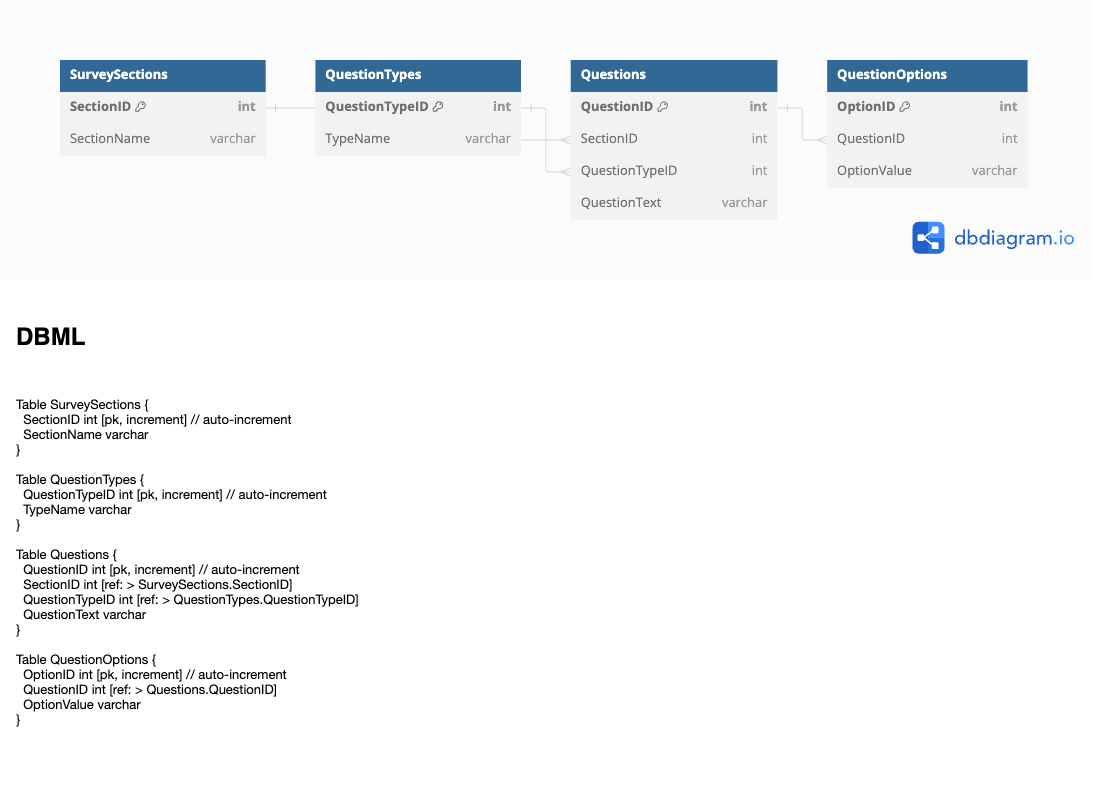 SurveySections
SectionID int
SectionName varchar
QuestionTypes
QuestionTypeID int
TypeName varchar
Questions
QuestionID int
SectionID int
QuestionTypeID int
QuestionText varchar
QuestionOptions
OptionID int
QuestionID int
OptionValue varchar
dbdiagram.io
DBML
Table SurveySections {
SectionID int [pk, increment] // auto-increment
SectionName varchar
}
Table QuestionTypes {
QuestionTypeID int [pk, increment] // auto-increment
TypeName varchar
}
Table Questions {
QuestionID int [pk, increment] // auto-increment
SectionID int [ref: > SurveySections.SectionID]
QuestionTypeID int [ref: > QuestionTypes.QuestionTypeID]
QuestionText varchar
}
Table QuestionOptions {
OptionID int [pk, increment] // auto-increment
QuestionID int [ref: > Questions.QuestionID]
OptionValue varchar
}